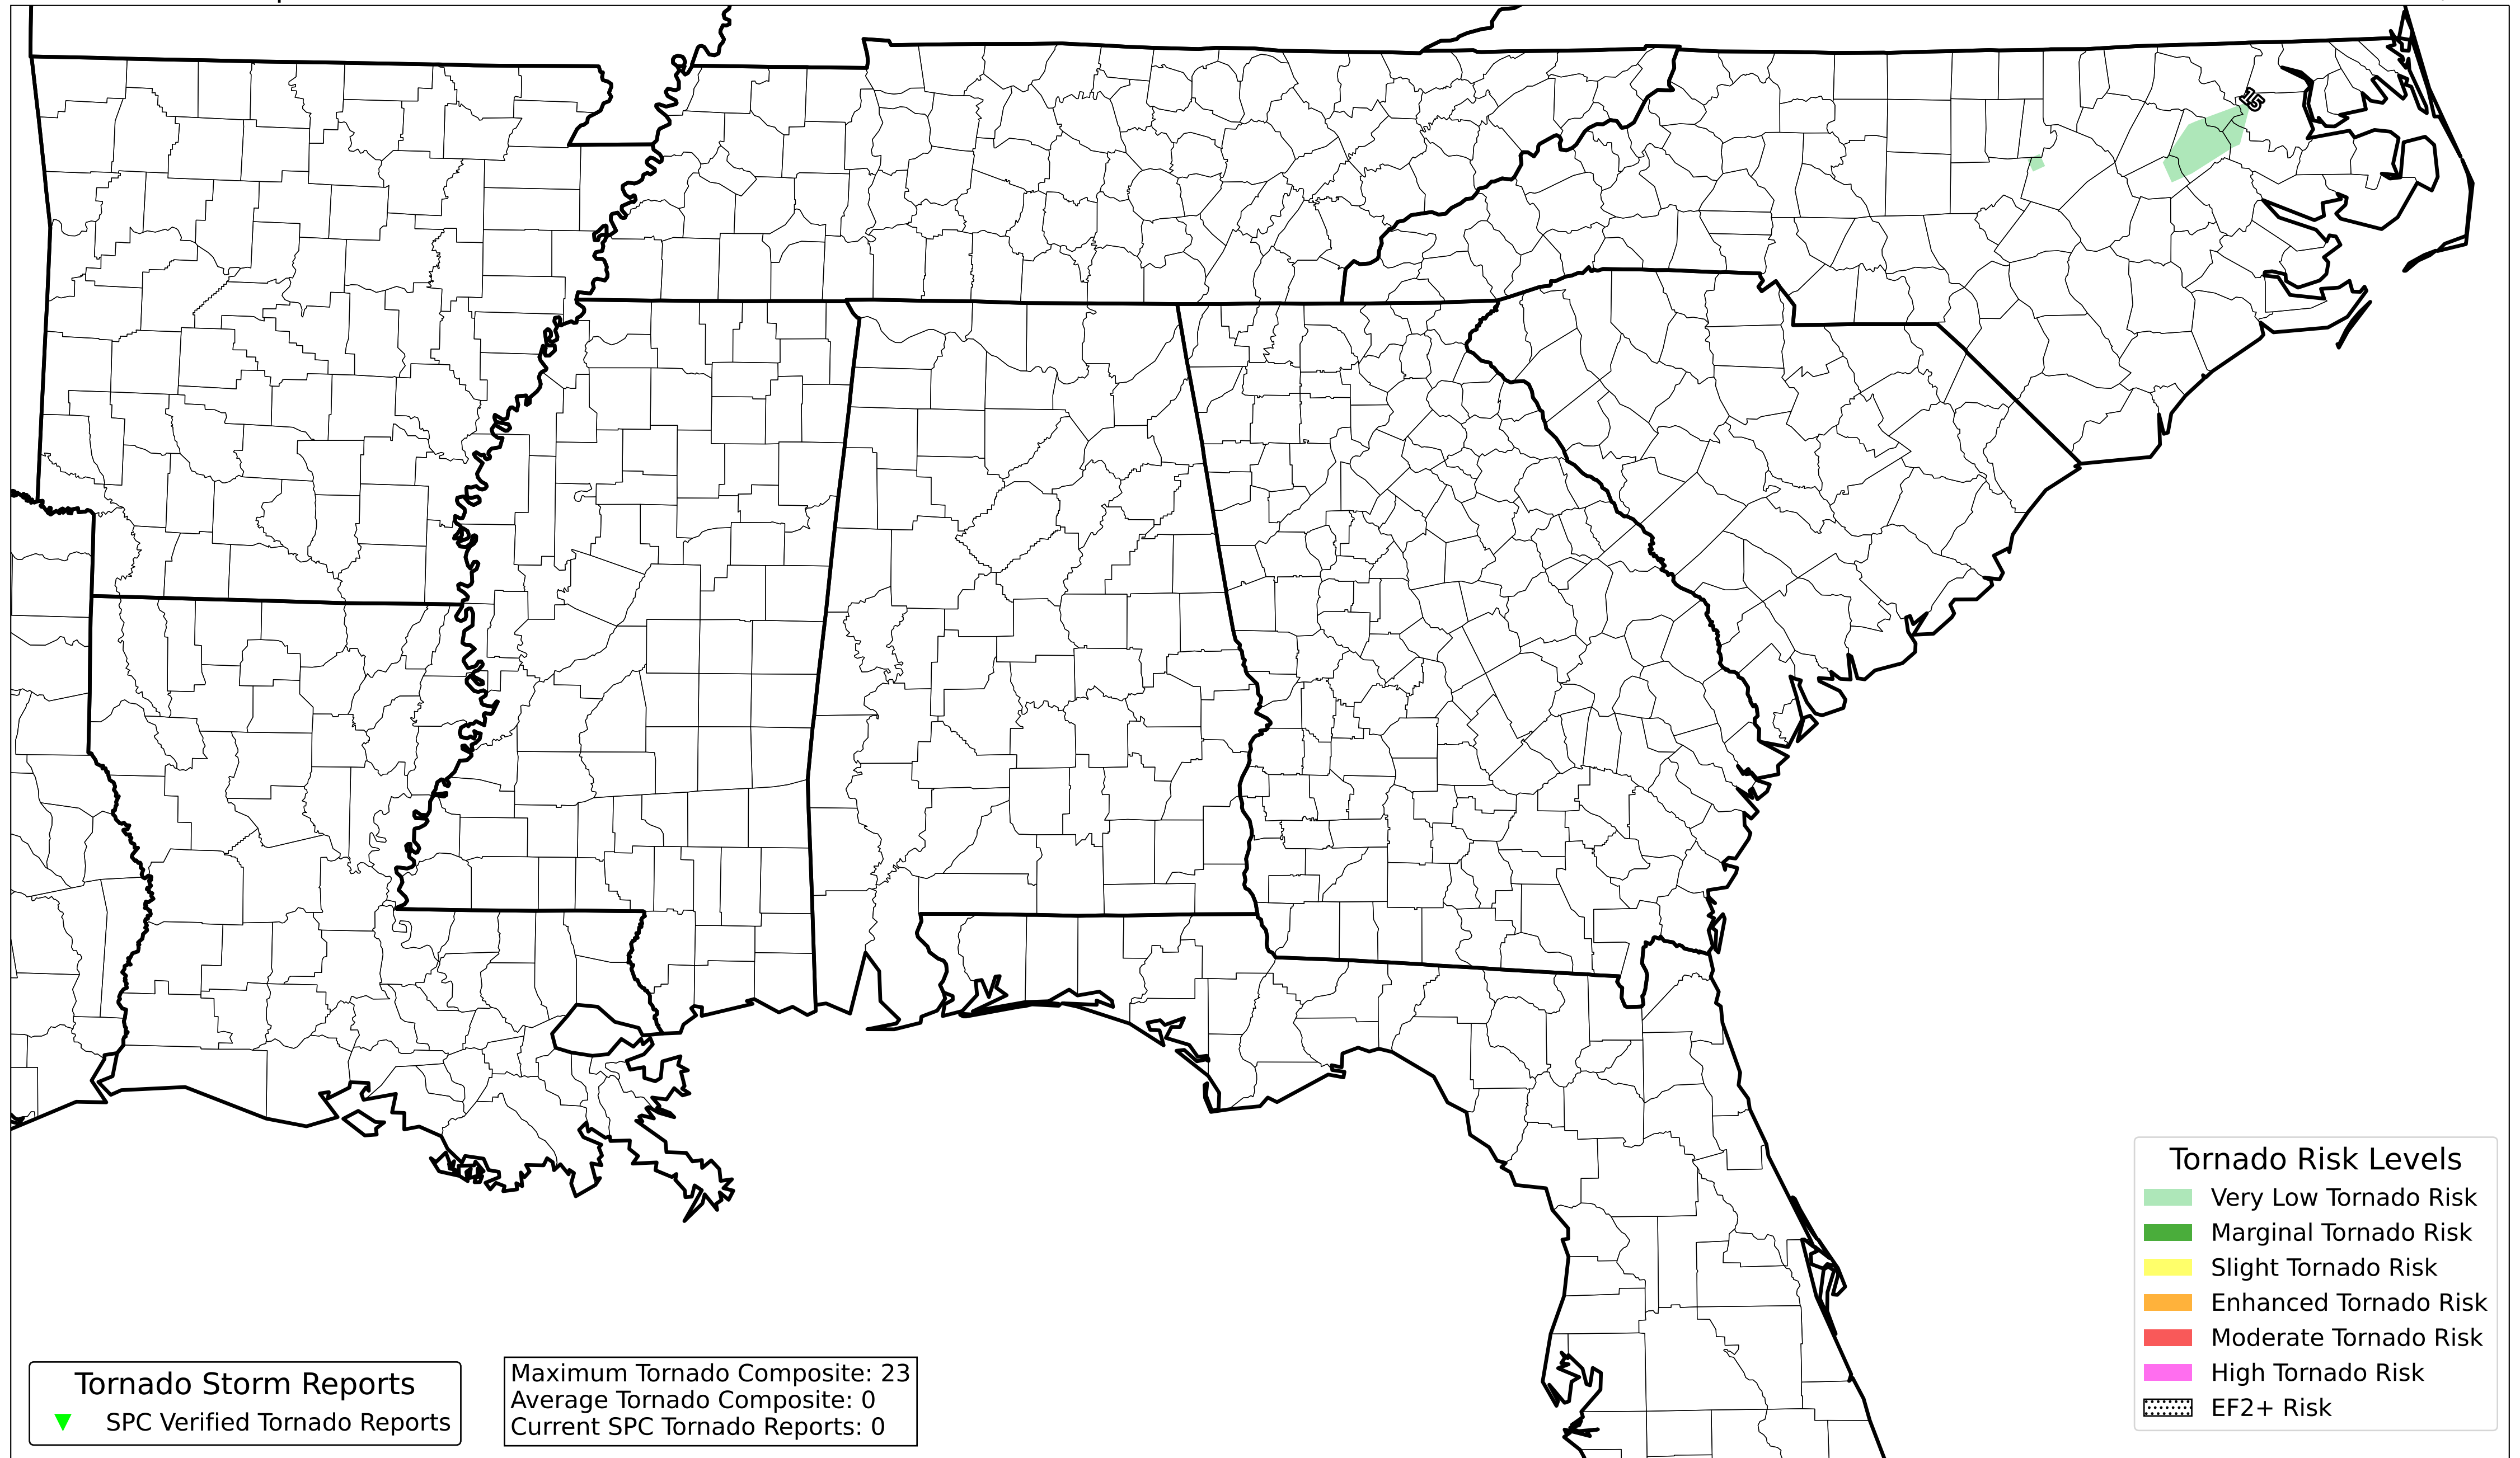 15
Tornado Risk Levels
Very Low Tornado Risk
Marginal Tornado Risk
Slight Tornado Risk
Enhanced Tornado Risk
Moderate Tornado Risk
High Tornado Risk
EF2+ Risk
Tornado Storm Reports
SPC Verified Tornado Reports
Maximum Tornado Composite: 23
Average Tornado Composite: 0
Current SPC Tornado Reports: 0